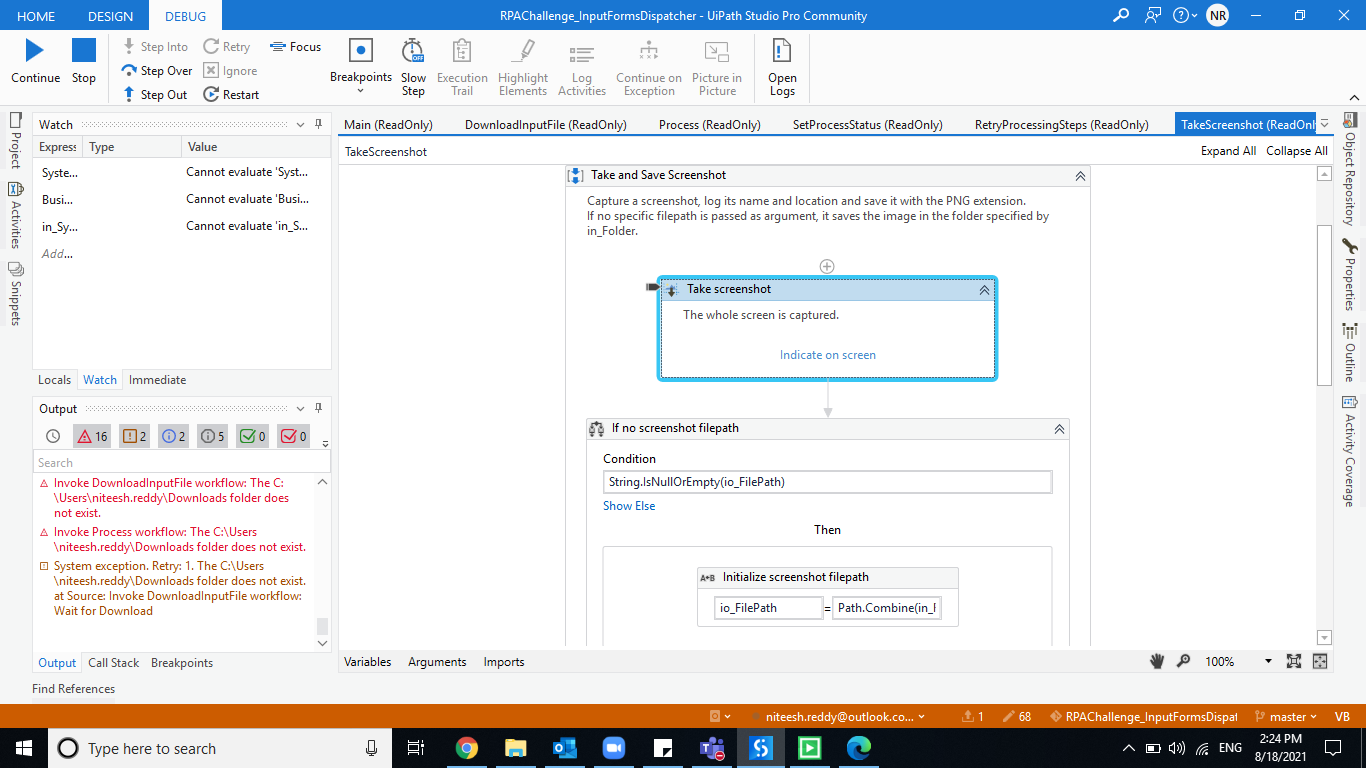 HOME DESIGN DEBUG RPAChallenge_InputFormsDispatcher - UiPath Studio Pro Community NR
Continue
Stop
Step Into
Step Over
Step Out
Retry
Ignore
Restart
Focus
Breakpoints
Slow
Step
OFF
Execution
Trail
Highlight
Elements
Log
Activities
Continue on
Exception
Picture in
Picture
Open
Logs
Project
Activities
Snippets
Watch
Express Type Value
Syste... Cannot evaluate 'Syst...
Busi... Cannot evaluate 'Busi...
in_Sy... Cannot evaluate 'in_S...
Add...
Locals Watch Immediate
Output
16 2 2 5 0 0
Search
Invoke DownloadInputFile workflow: The C:
\Users\niteesh.reddy\Downloads folder does
not exist.
Invoke Process workflow: The C:\Users
\niteesh.reddy\Downloads folder does not exist.
System exception. Retry: 1. The C:\Users
\niteesh.reddy\Downloads folder does not exist.
at Source: Invoke DownloadInputFile workflow:
Wait for Download
Output Call Stack Breakpoints
Find References
Main (ReadOnly) DownloadInputFile (ReadOnly) Process (ReadOnly) SetProcessStatus (ReadOnly) RetryProcessingSteps (ReadOnly) TakeScreenshot (ReadOnl
TakeScreenshot Expand All Collapse All
Take and Save Screenshot
Capture a screenshot, log its name and location and save it with the PNG extension.
If no specific filepath is passed as argument, it saves the image in the folder specified by
in_Folder.
Take screenshot
The whole screen is captured.
Indicate on screen
If no screenshot filepath
Condition
String.IsNullOrEmpty(io_FilePath)
Show Else
Then
A*B Initialize screenshot filepath
io_FilePath = Path.Combine(in_F
Variables Arguments Imports 100%
Object Repository
Properties
Outline
Activity Coverage
niteesh.reddy@outlook.co... 1 68 RPAChallenge_InputFormsDispat master VB
Type here to search
ENG
2:24 PM
8/18/2021